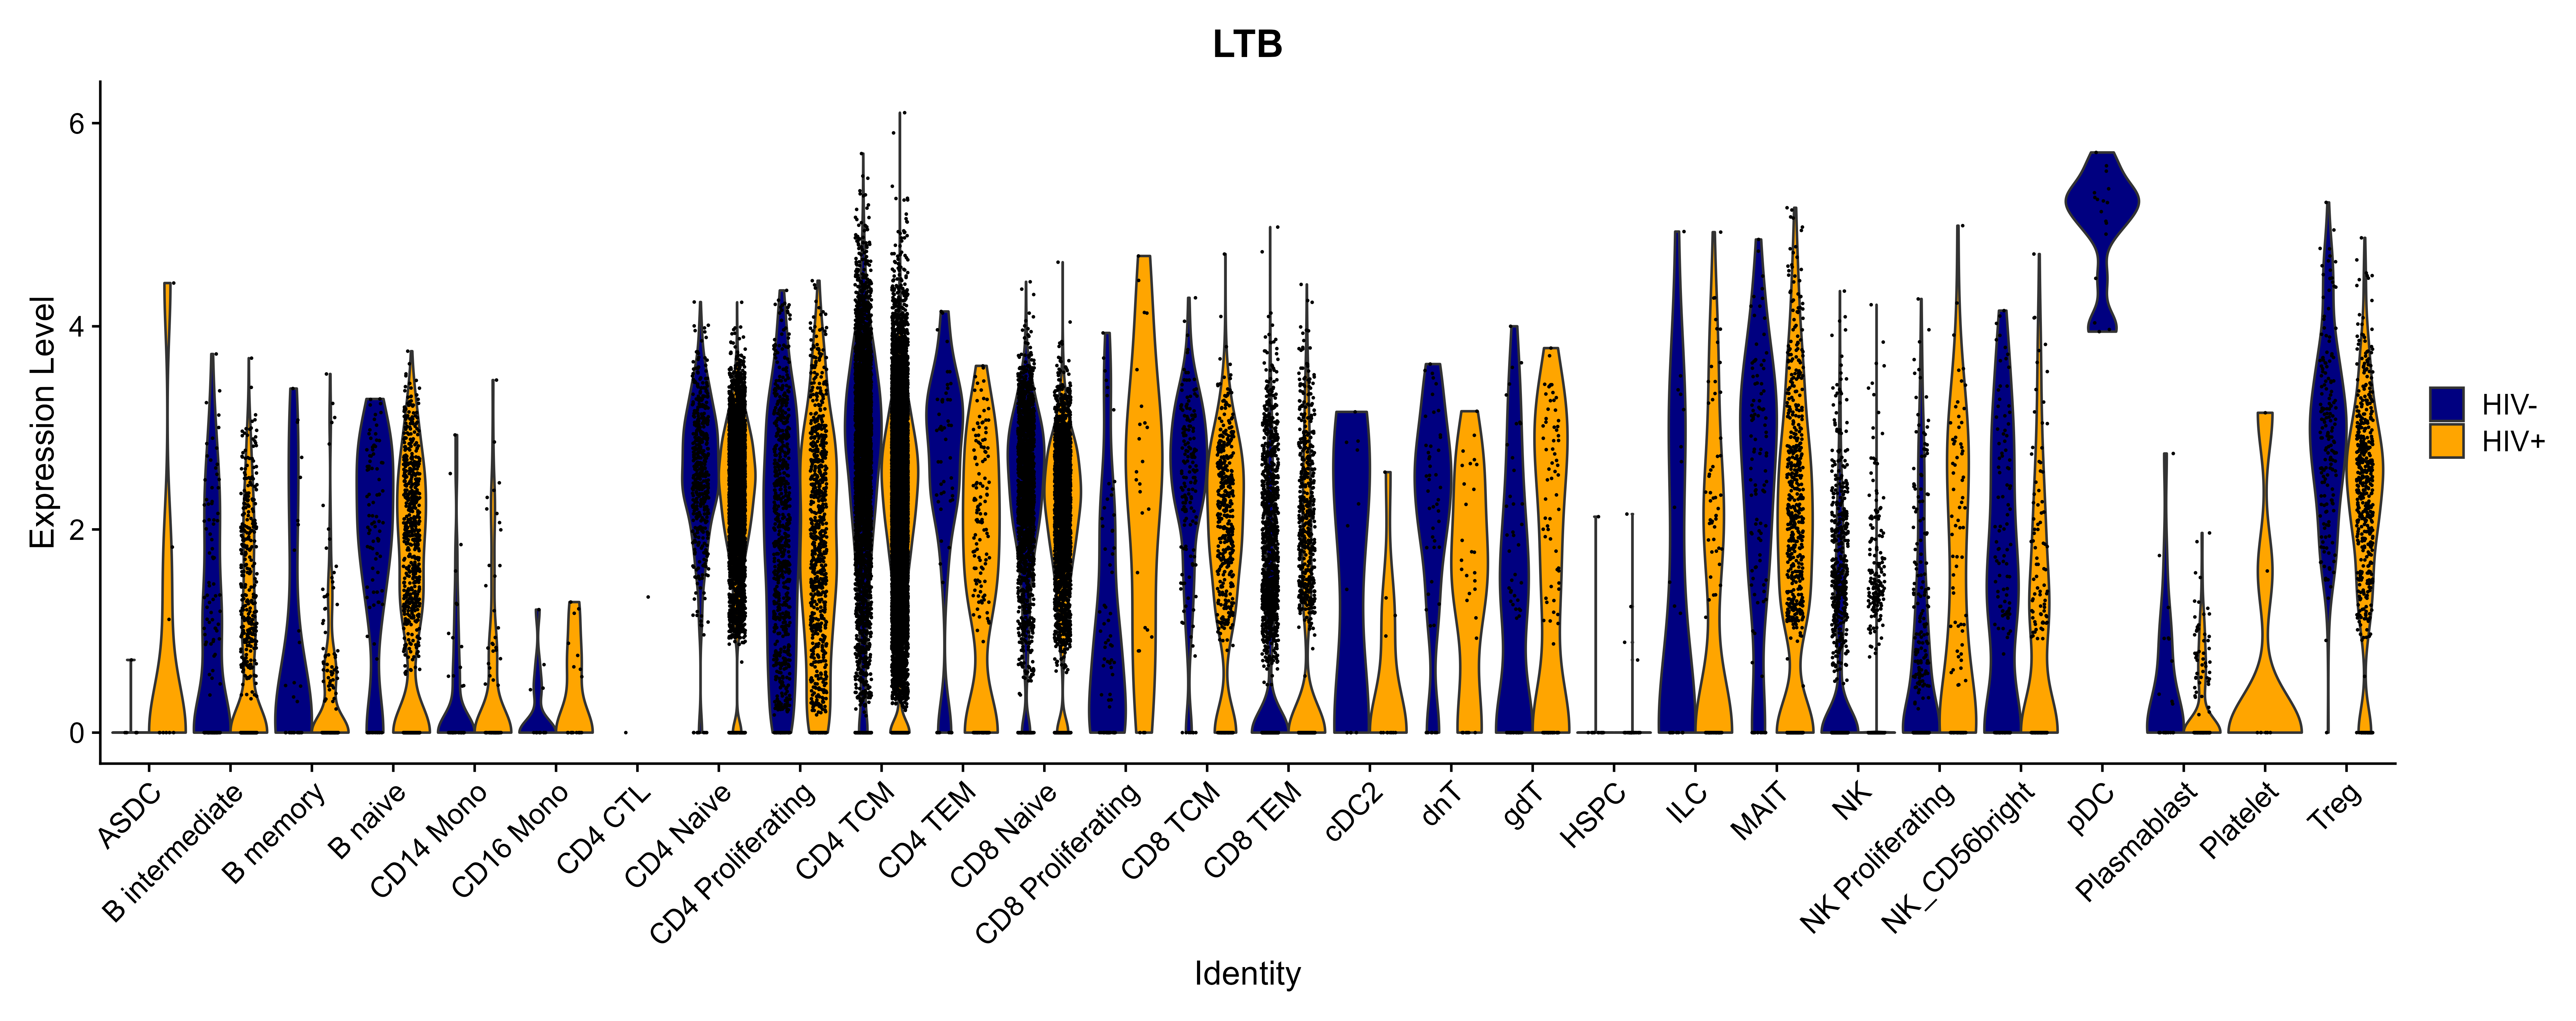 LTB
Expression Level
6
4
2
0
ASDC
B intermediate
B memory
B naive
CD14 Mono
CD16 Mono
CD4 CTL
CD4 Naive
CD4 Proliferating
CD4 TCM
CD4 TEM
CD8 Naive
CD8 Proliferating
CD8 TCM
CD8 TEM
cDC2
dnT
gdT
HSPC
ILC
MAIT
NK
NK Proliferating
NK_CD56bright
pDC
Plasmablast
Platelet
Treg
Identity
HIV-
HIV+